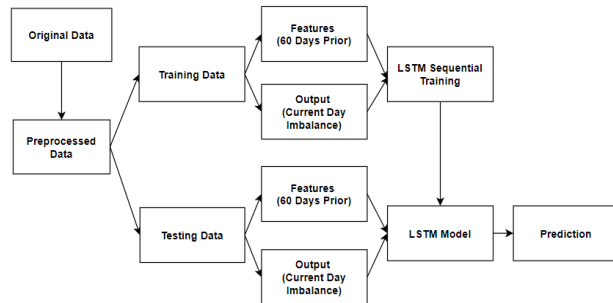 Original Data
Preprocessed
Data
Training Data
Features
(60 Days Prior)
Output
(Current Day
Imbalance)
LSTM Sequential
Training
Testing Data
Features
(60 Days Prior)
Output
(Current Day
Imbalance)
LSTM Model
Prediction